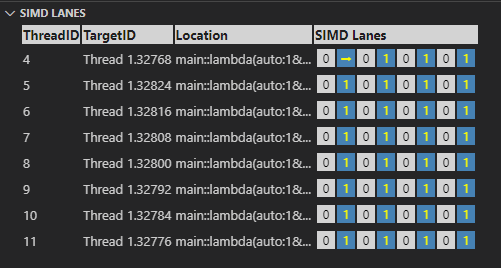 SIMD LANES
ThreadID TargetID Location SIMD Lanes
4 Thread 1.32768 main::lambda(auto:1&... 0 → 0 1 0 1 0 1
5 Thread 1.32824 main::lambda(auto:1&... 0 1 0 1 0 1 0 1
6 Thread 1.32816 main::lambda(auto:1&... 0 1 0 1 0 1 0 1
7 Thread 1.32808 main::lambda(auto:1&... 0 1 0 1 0 1 0 1
8 Thread 1.32800 main::lambda(auto:1&... 0 1 0 1 0 1 0 1
9 Thread 1.32792 main::lambda(auto:1&... 0 1 0 1 0 1 0 1
10 Thread 1.32784 main::lambda(auto:1&... 0 1 0 1 0 1 0 1
11 Thread 1.32776 main::lambda(auto:1&... 0 1 0 1 0 1 0 1